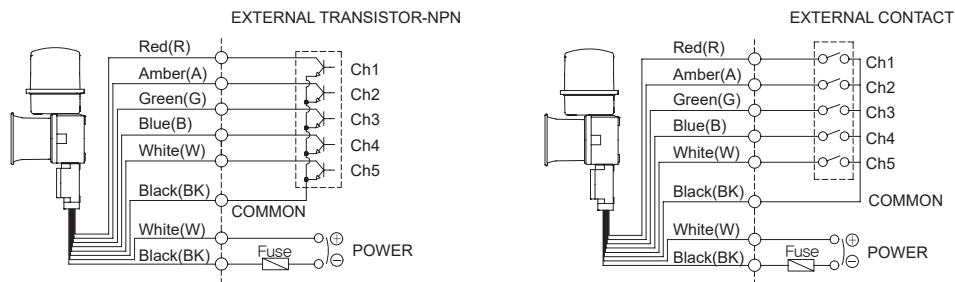 EXTERNAL TRANSISTOR-NPN
Red(R)
Ch1
Amber(A)
Ch2
Green(G)
Ch3
Blue(B)
Ch4
White(W)
Ch5
Black(BK)
COMMON
White(W)
⊕
POWER
Black(BK)
Fuse
⊖
EXTERNAL CONTACT
Red(R)
Ch1
Amber(A)
Ch2
Green(G)
Ch3
Blue(B)
Ch4
White(W)
Ch5
Black(BK)
COMMON
White(W)
⊕
POWER
Black(BK)
Fuse
⊖